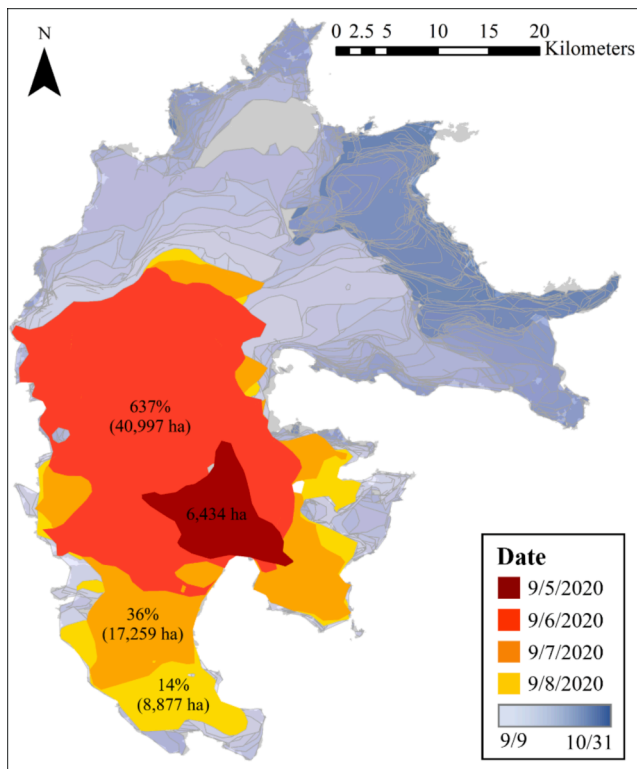 N
0 2.5 5 10 15 20
Kilometers
637%
(40,997 ha)
6,434 ha
36%
(17,259 ha)
14%
(8,877 ha)
Date
9/5/2020
9/6/2020
9/7/2020
9/8/2020
9/9 10/31